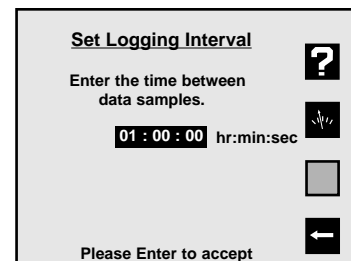 Set Logging Interval
?
Enter the time between
data samples.
01 : 00 : 00 hr:min:sec
Please Enter to accept